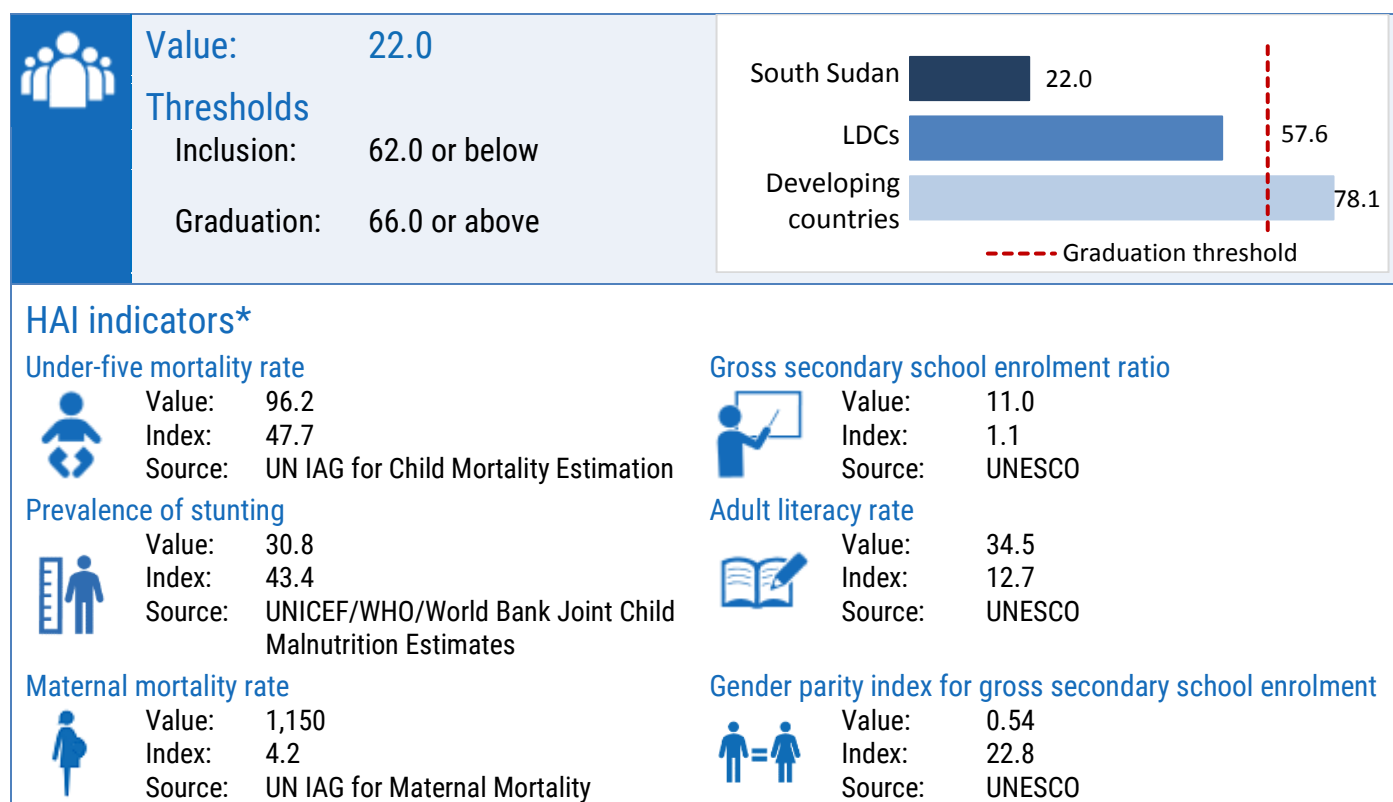 Value: 22.0
Thresholds
Inclusion: 62.0 or below
Graduation: 66.0 or above
South Sudan 22.0
LDCs 57.6
Developing
countries
78.1
Graduation threshold
HAI indicators*
Under-five mortality rate
Value: 96.2
Index: 47.7
Source: UN IAG for Child Mortality Estimation
Prevalence of stunting
Value: 30.8
Index: 43.4
Source: UNICEF/WHO/World Bank Joint Child
Malnutrition Estimates
Maternal mortality rate
Value: 1,150
Index: 4.2
Source: UN IAG for Maternal Mortality
Gross secondary school enrolment ratio
Value: 11.0
Index: 1.1
Source: UNESCO
Adult literacy rate
Value: 34.5
Index: 12.7
Source: UNESCO
Gender parity index for gross secondary school enrolment
Value: 0.54
Index: 22.8
Source: UNESCO